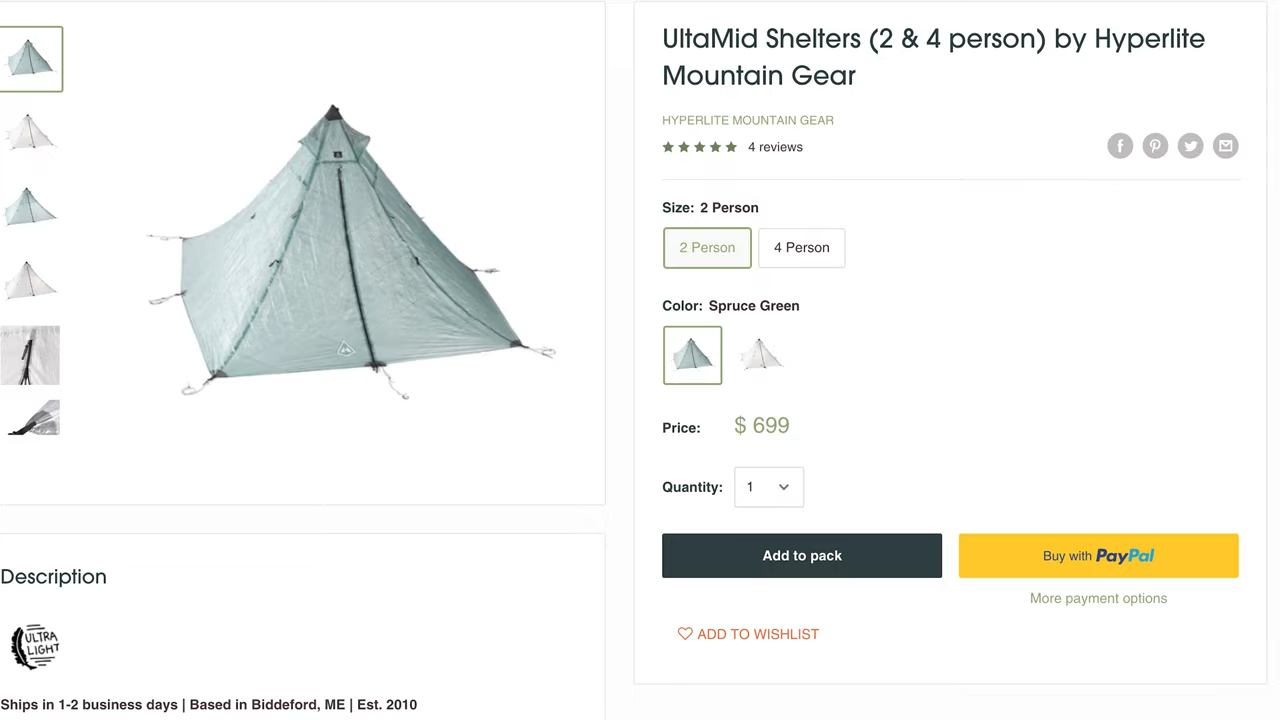 UltaMid Shelters (2 & 4 person) by Hyperlite
Mountain Gear
HYPERLITE MOUNTAIN GEAR
4 reviews
Size: 2 Person
2 Person
4 Person
Color: Spruce Green
Price: $ 699
Quantity: 1
Add to pack
Buy with PayPal
More payment options
ADD TO WISHLIST
Description
ULTRA
LIGHT
Ships in 1-2 business days | Based in Biddeford, ME | Est. 2010